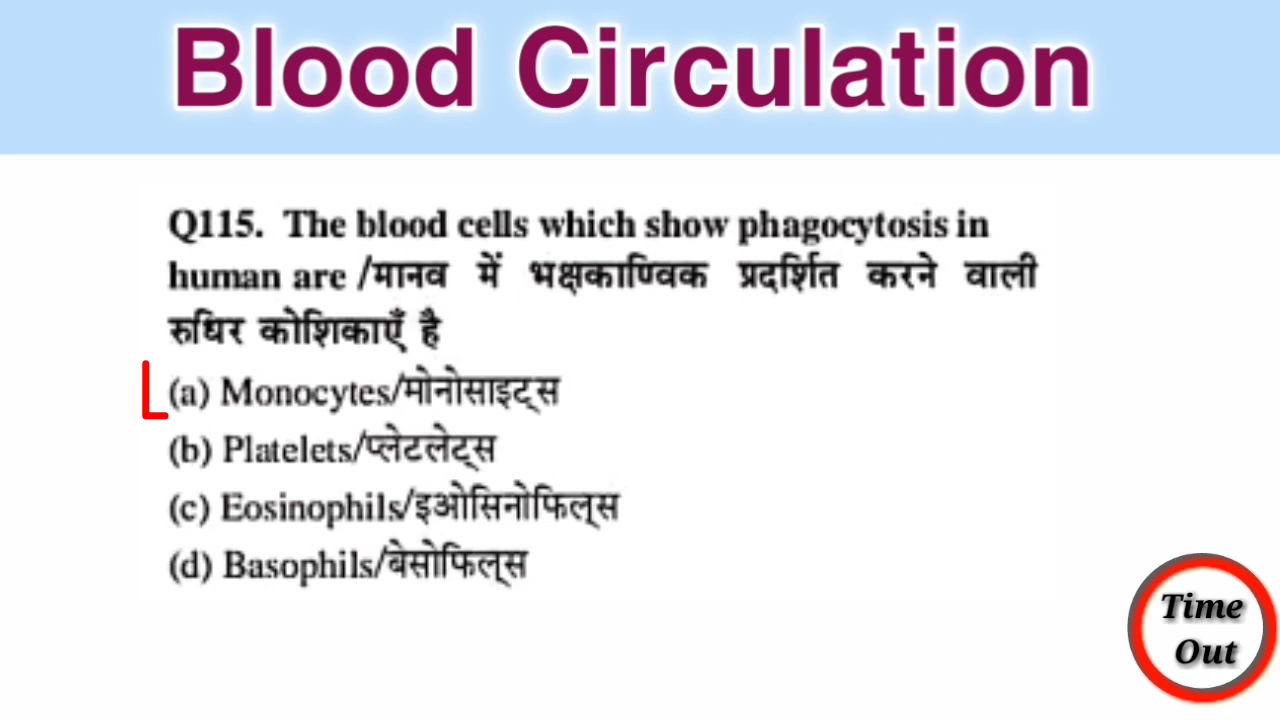 Blood Circulation
Q115. The blood cells which show phagocytosis in
human are /मानव में भक्षकाण्विक प्रदर्शित करने वाली
रुधिर कोशिकाएँ है
(a) Monocytes/मोनोसाइट्स
(b) Platelets/प्लेटलेट्स
(c) Eosinophils/इओसिनोफिल्स
(d) Basophils/बेसोफिल्स
Time
Out